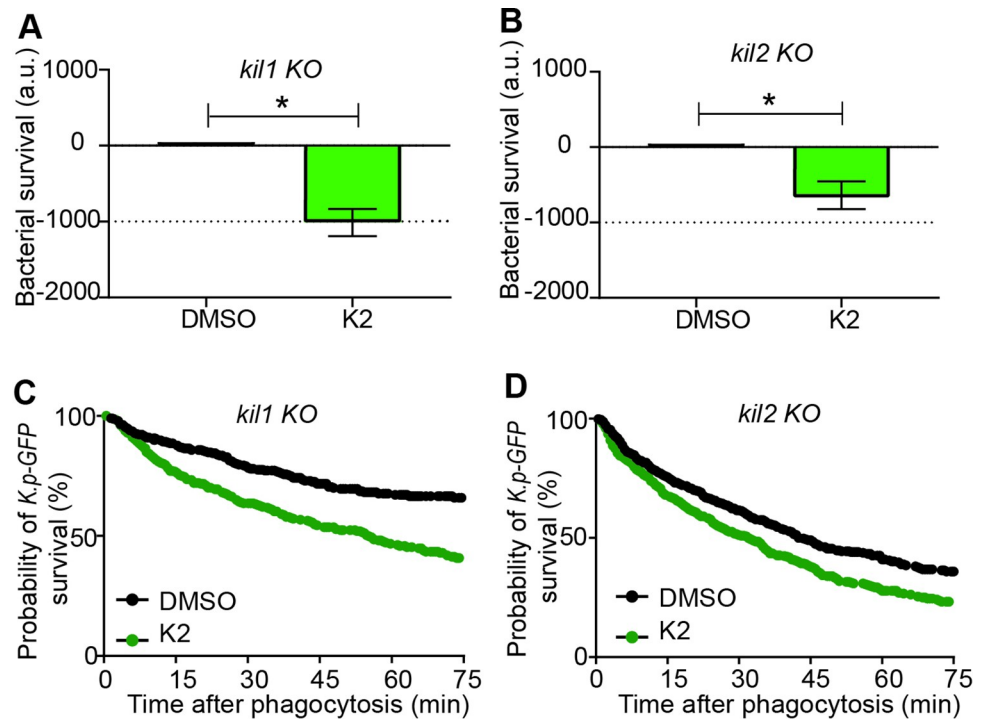 A
kil1 KO
Bacterial survival (a.u.)
1000
0
-1000
-2000
*
DMSO K2
B
kil2 KO
Bacterial survival (a.u.)
1000
0
-1000
-2000
*
DMSO K2
C
kil1 KO
Probability of K.p-GFP
survival (%)
100
50
0
DMSO
K2
0 15 30 45 60 75
Time after phagocytosis (min)
D
kil2 KO
Probability of K.p-GFP
survival (%)
100
50
0
DMSO
K2
0 15 30 45 60 75
Time after phagocytosis (min)